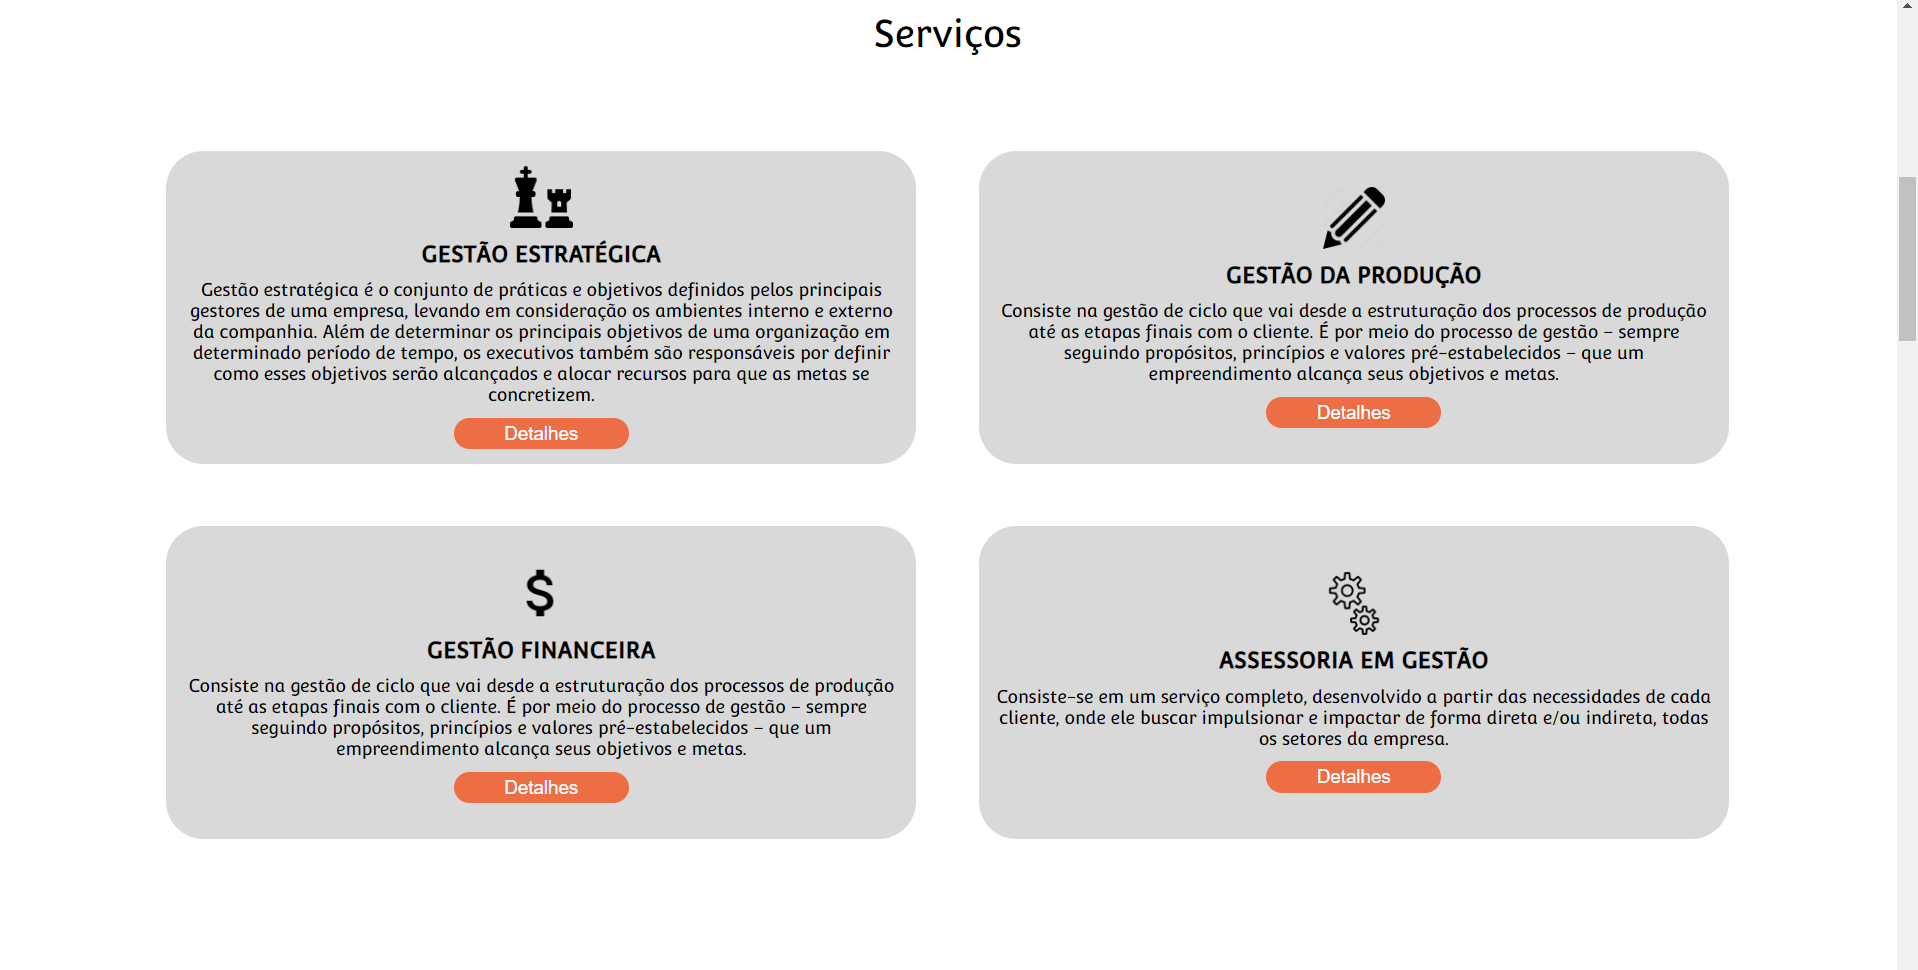 Serviços
GESTÃO ESTRATÉGICA
Gestão estratégica é o conjunto de práticas e objetivos definidos pelos principais
gestores de uma empresa, levando em consideração os ambientes interno e externo
da companhia. Além de determinar os principais objetivos de uma organização em
determinado período de tempo, os executivos também são responsáveis por definir
como esses objetivos serão alcançados e alocar recursos para que as metas se
concretizem.
Detalhes
GESTÃO DA PRODUÇÃO
Consiste na gestão de ciclo que vai desde a estruturação dos processos de produção
até as etapas finais com o cliente. É por meio do processo de gestão – sempre
seguindo propósitos, princípios e valores pré-estabelecidos – que um
empreendimento alcança seus objetivos e metas.
Detalhes
GESTÃO FINANCEIRA
Consiste na gestão de ciclo que vai desde a estruturação dos processos de produção
até as etapas finais com o cliente. É por meio do processo de gestão – sempre
seguindo propósitos, princípios e valores pré-estabelecidos – que um
empreendimento alcança seus objetivos e metas.
Detalhes
ASSESSORIA EM GESTÃO
Consiste-se em um serviço completo, desenvolvido a partir das necessidades de cada
cliente, onde ele buscar impulsionar e impactar de forma direta e/ou indireta, todas
os setores da empresa.
Detalhes